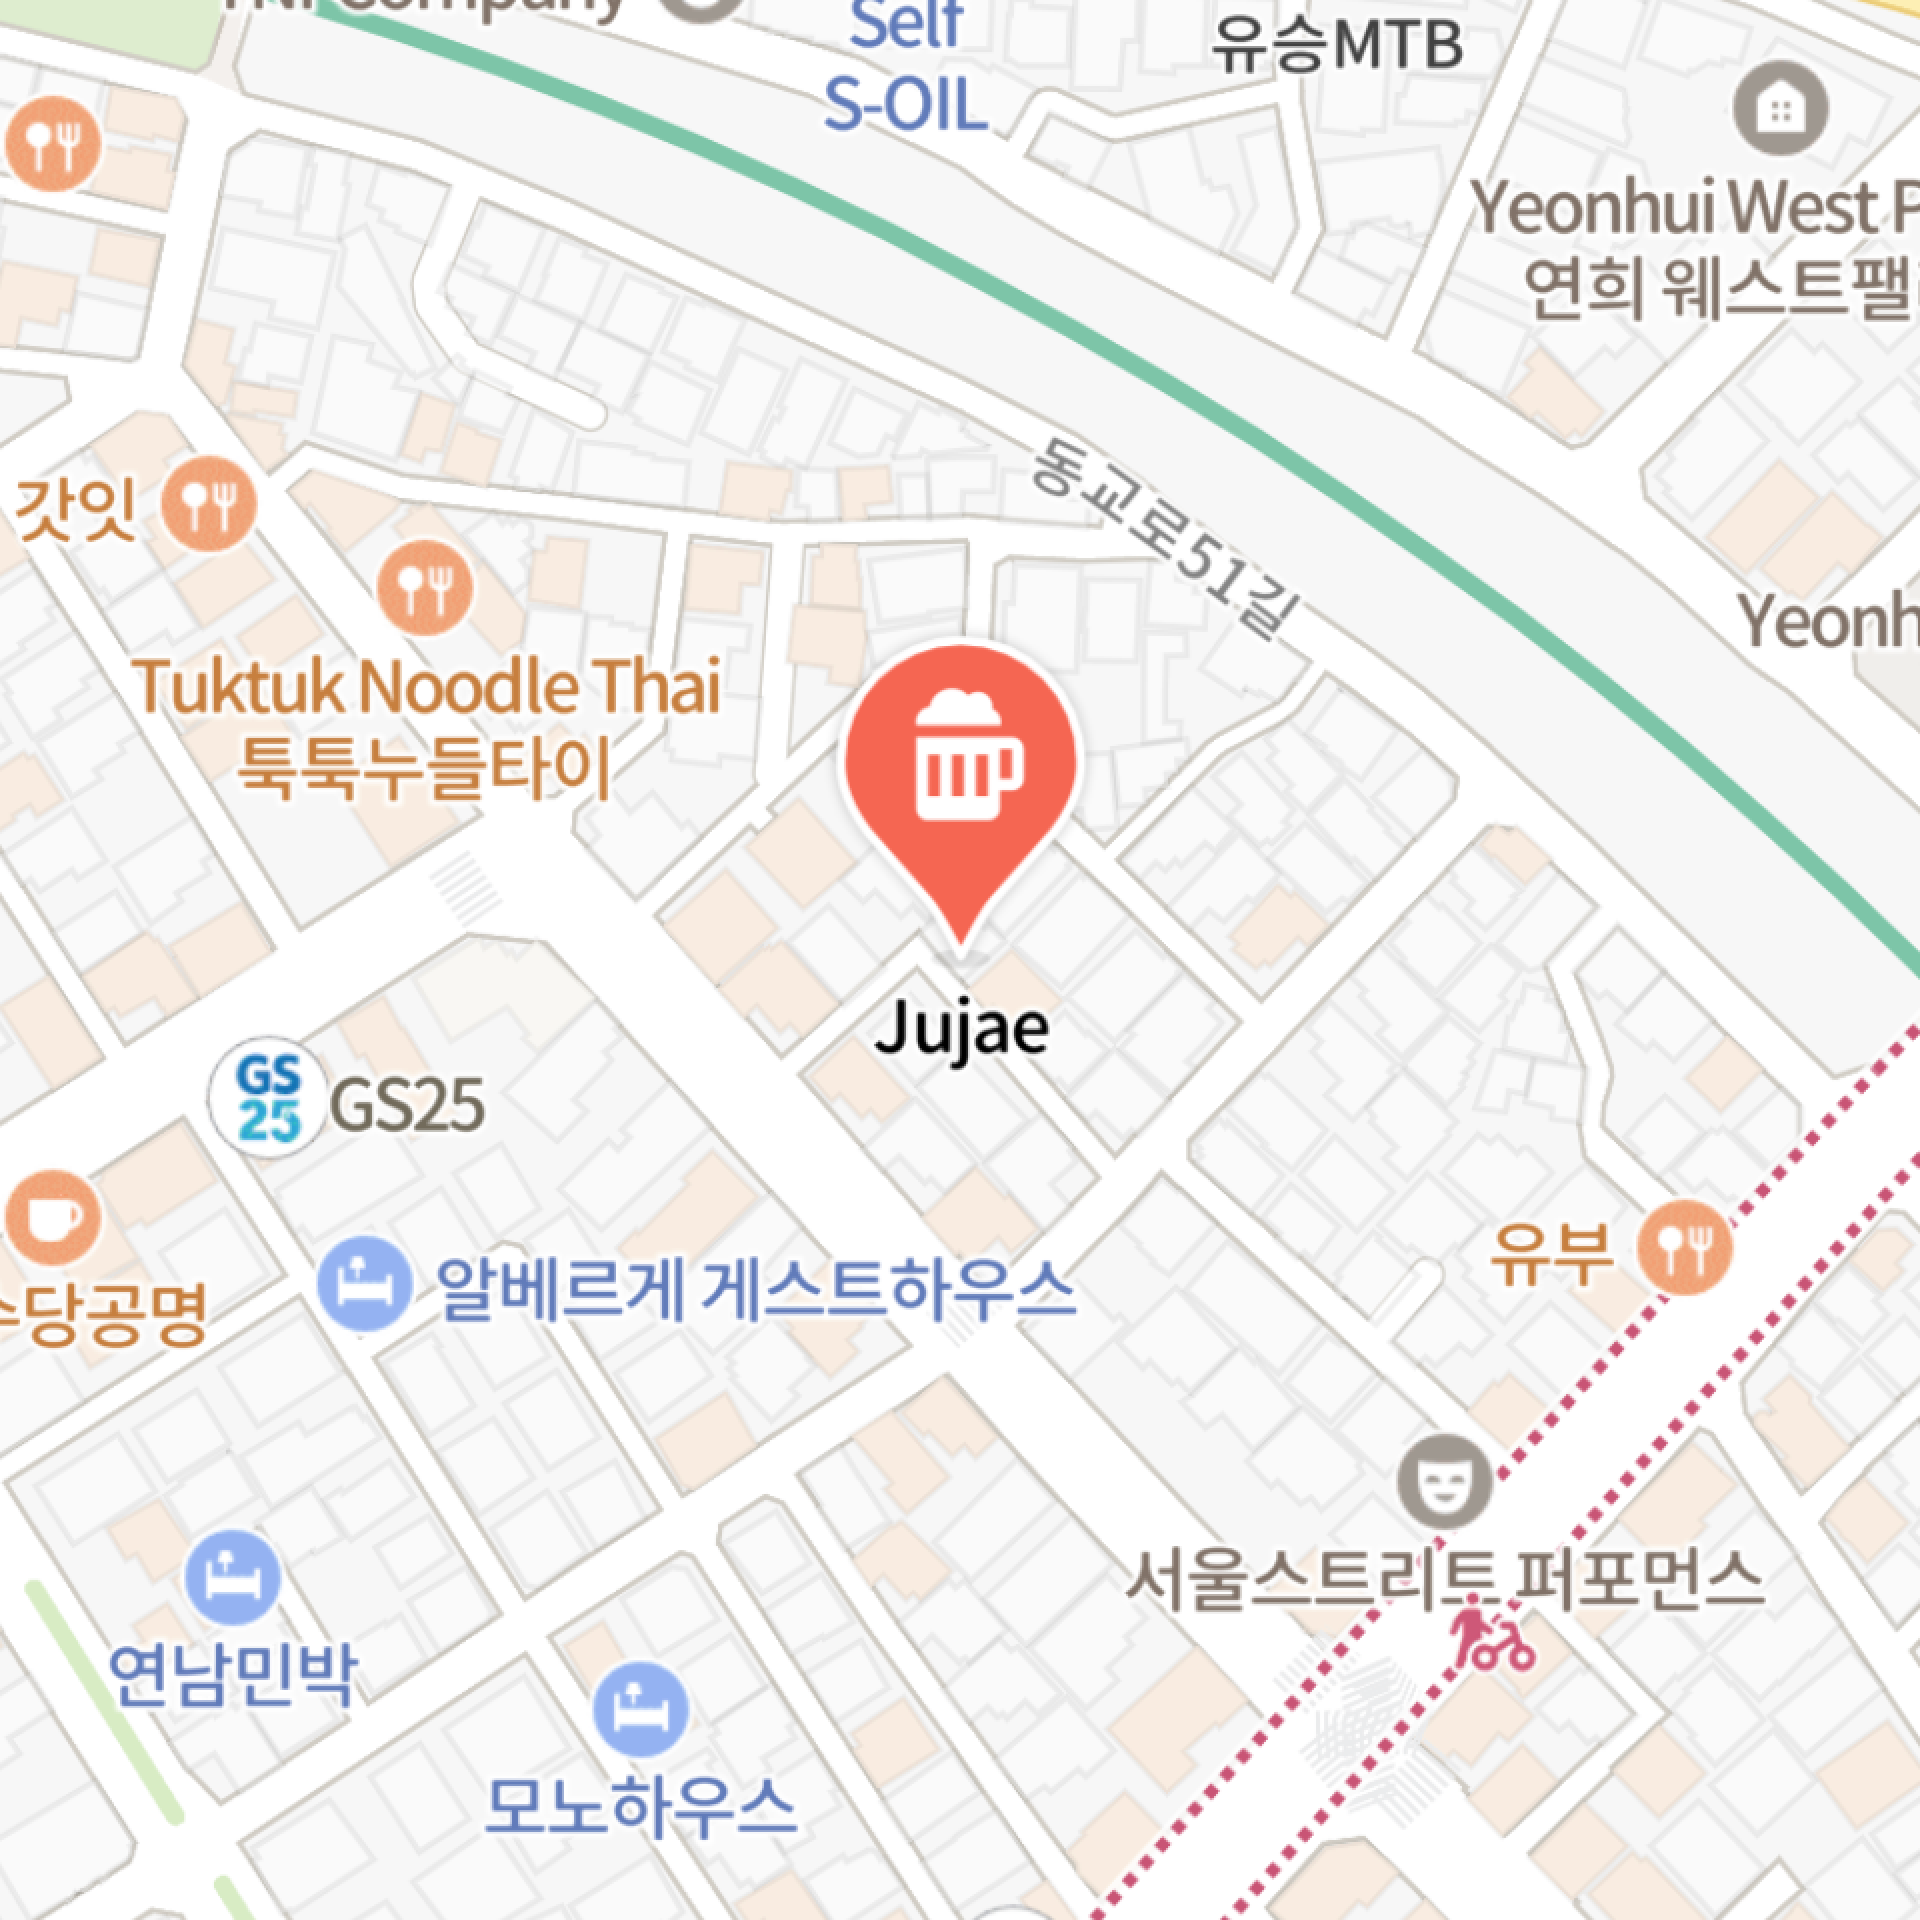 Company
Self
S-OIL
유승MTB
Yeonhui West P
연희 웨스트팰
동교로51길
갓잇
Tuktuk Noodle Thai
툭툭누들타이
Yeonh
Jujae
GS
25
GS25
당공명
알베르게 게스트하우스
유부
서울스트리트 퍼포먼스
연남민박
모노하우스